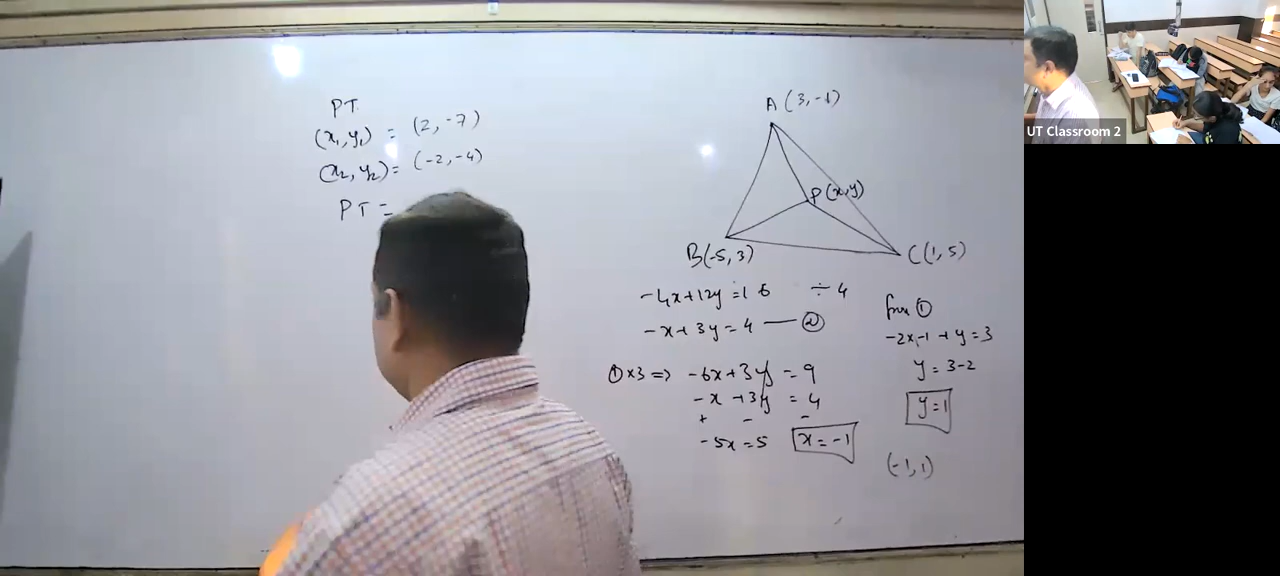 PT
(x₁, y₁) = (2, -7)
(x₂, y₂) = (-2, -4)
PT =
A (3, -1)
P(x, y)
B(-5, 3)
C(1, 5)
-4x+12y = 16 ÷ 4
-x + 3y = 4 — ②
① × 3 ⇒ -6x+3y = 9
-x +3y = 4
+ - -
-5x = 5 x = -1
from ①
-2x-1 + y = 3
y = 3-2
y = 1
(-1, 1)
UT Classroom 2